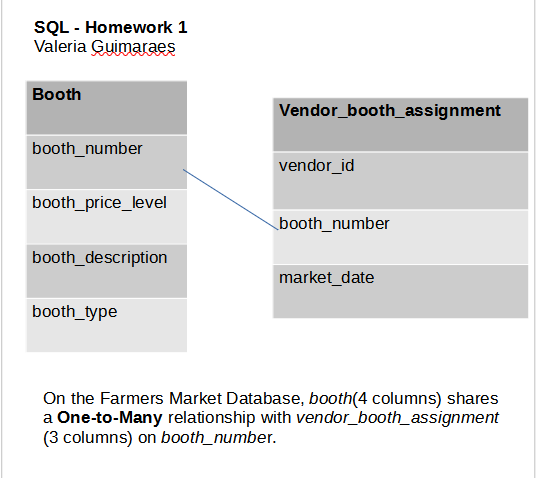 SQL - Homework 1
Valeria Guimaraes
Booth
booth_number
booth_price_level
booth_description
booth_type
Vendor_booth_assignment
vendor_id
booth_number
market_date
On the Farmers Market Database, booth(4 columns) shares
a One-to-Many relationship with vendor_booth_assignment
(3 columns) on booth_number.